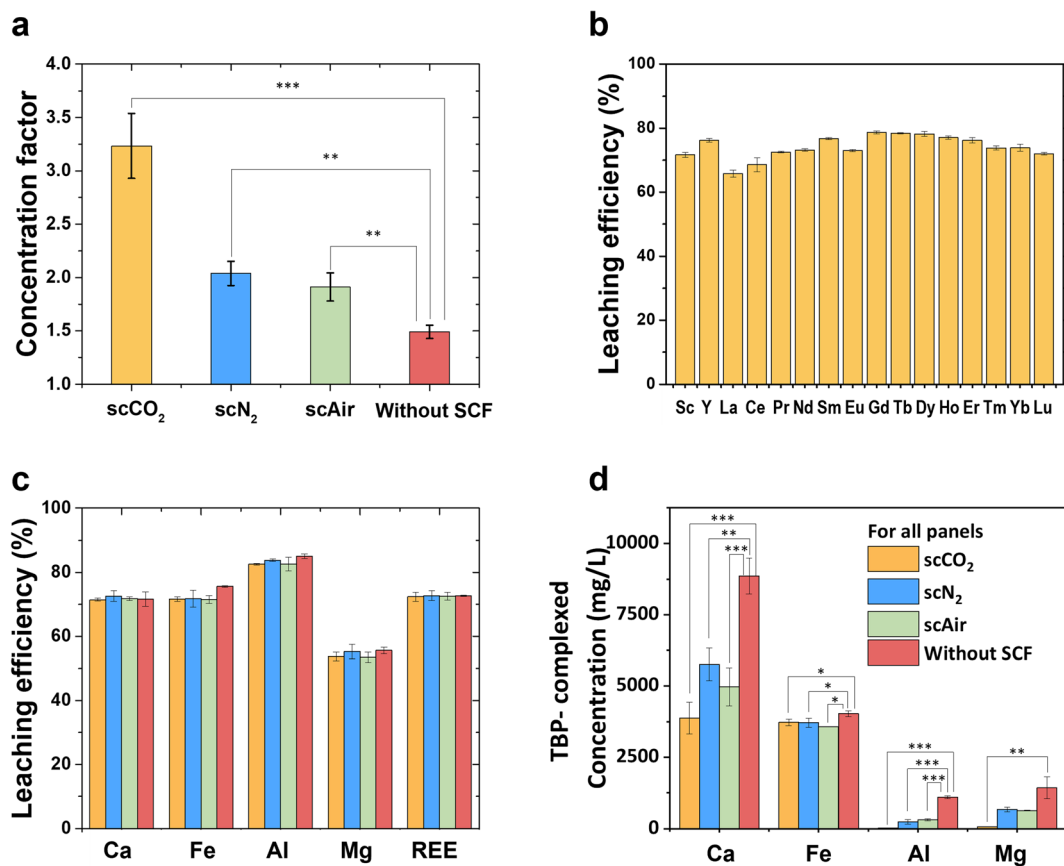 a
Concentration factor
4.0
3.5
3.0
2.5
2.0
1.5
1.0
***
**
**
scCO₂
scN₂
scAir
Without SCF
b
Leaching efficiency (%)
100
80
60
40
20
0
Sc Y La Ce Pr Nd Sm Eu Gd Tb Dy Ho Er Tm Yb Lu
c
Leaching efficiency (%)
100
80
60
40
20
0
Ca
Fe
Al
Mg
REE
d
TBP- complexed
Concentration (mg/L)
10000
7500
5000
2500
0
***
**
***
*
*
*
***
***
***
**
For all panels
scCO₂
scN₂
scAir
Without SCF
Ca
Fe
Al
Mg